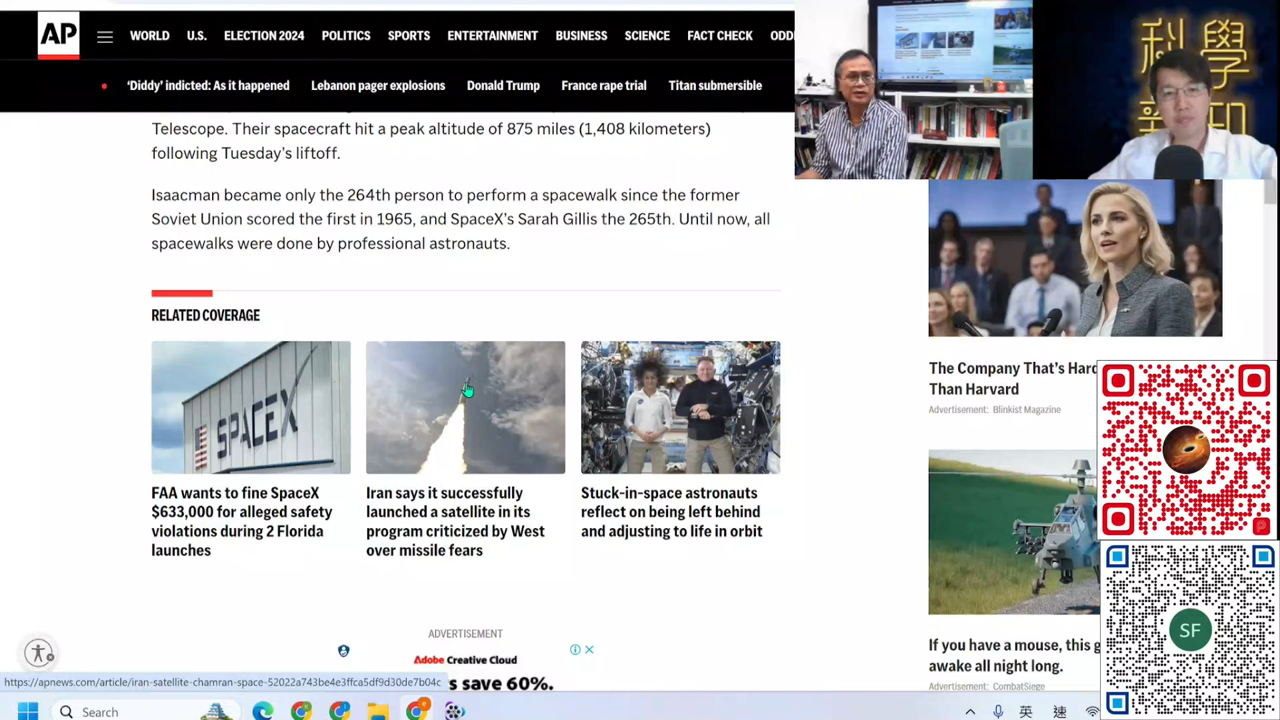 AP
WORLD
U.S.
ELECTION 2024
POLITICS
SPORTS
ENTERTAINMENT
BUSINESS
SCIENCE
FACT CHECK
ODD
'Diddy'
Lebanon pager explosions
Donald Trump
France rape trial
Titan submersible
Telescope. Their spacecraft hit a peak altitude of 875 miles (1,408 kilometers)
following Tuesday's liftoff.
Isaacman became only the 264th person to perform a spacewalk since the former
Soviet Union scored the first in 1965, and SpaceX's Sarah Gillis the 265th. Until now, all
spacewalks were done by professional astronauts.
RELATED COVERAGE
FAA wants to fine SpaceX
$633,000 for alleged safety
violations during 2 Florida
launches
Iran says it successfully
launched a satellite in its
program criticized by West
over missile fears
Stuck-in-space astronauts
reflect on being left behind
and adjusting to life in orbit
ADVERTISEMENT
Adobe Creative Cloud
s save 60%.
科學
新知
The Company That's Hard
Than Harvard
Advertisement: Blinkist Magazine
If you have a mouse, this g
awake all night long.
Advertisement: CombatSiege
SF
https://apnews.com/article/iran-satellite-chamran-space-52022a743be4e3ffca5df9d30de7b04c
Search
英
速